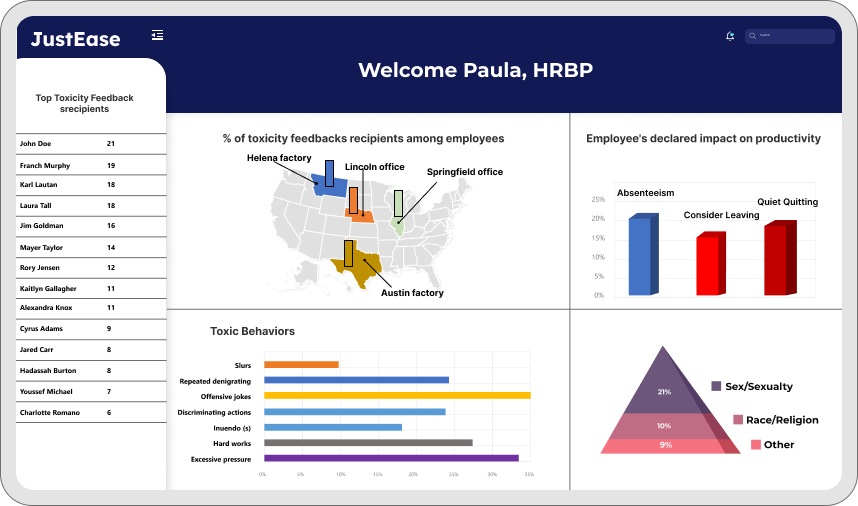 JustEase
Search
Welcome Paula, HRBP
Top Toxicity Feedback
srecipients
John Doe 21
Franch Murphy 19
Karl Lautan 18
Laura Tall 18
Jim Goldman 16
Mayer Taylor 14
Rory Jensen 12
Kaitlyn Gallagher 11
Alexandra Knox 11
Cyrus Adams 9
Jared Carr 8
Hadassah Burton 8
Youssef Michael 7
Charlotte Romano 6
% of toxicity feedbacks recipients among employees
Helena factory
Lincoln office
Springfield office
Austin factory
Employee's declared impact on productivity
25%
20%
15%
10%
5%
0%
Absenteeism
Consider Leaving
Quiet Quitting
Toxic Behaviors
Slurs
Repeated denigrating
Offensive jokes
Discriminating actions
Inuendo (s)
Hard works
Excessive pressure
0% 5% 10% 15% 20% 25% 30% 35%
21% Sex/Sexualty
10% Race/Religion
9% Other